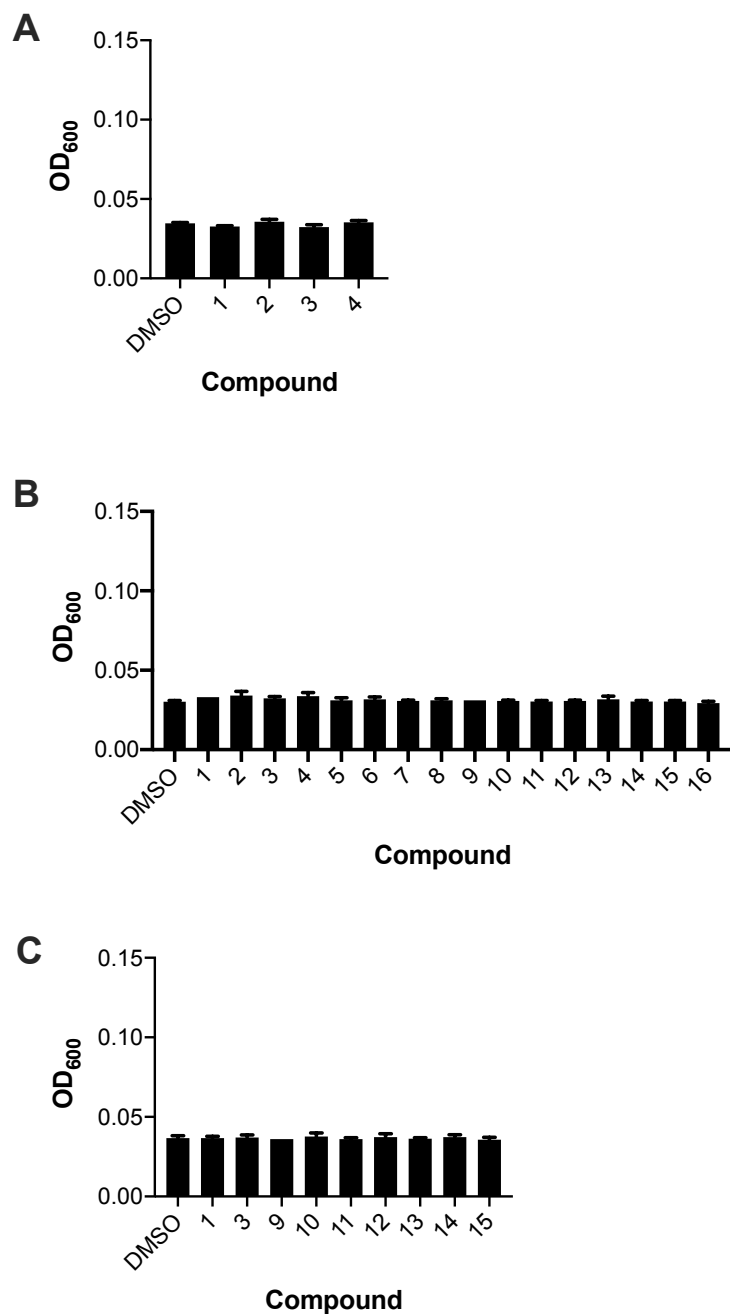 A
0.15
0.10
0.05
0.00
OD600
DMSO 1 2 3 4
Compound
B
0.15
0.10
0.05
0.00
OD600
DMSO 1 2 3 4 5 6 7 8 9 10 11 12 13 14 15 16
Compound
C
0.15
0.10
0.05
0.00
OD600
DMSO 1 3 9 10 11 12 13 14 15
Compound